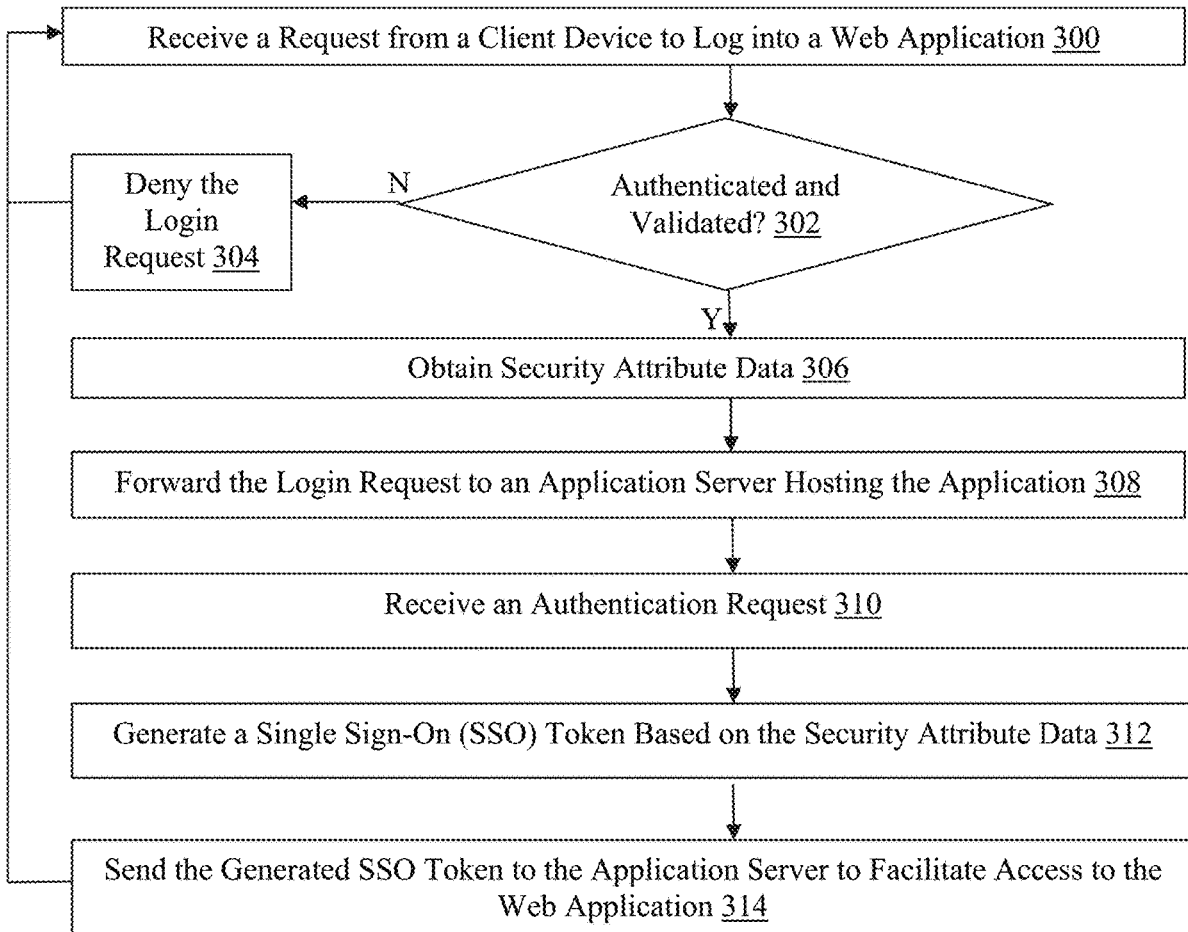 Receive a Request from a Client Device to Log into a Web Application 300
Deny the
Login
Request 304
N
Authenticated and
Validated? 302
Y
Obtain Security Attribute Data 306
Forward the Login Request to an Application Server Hosting the Application 308
Receive an Authentication Request 310
Generate a Single Sign-On (SSO) Token Based on the Security Attribute Data 312
Send the Generated SSO Token to the Application Server to Facilitate Access to the
Web Application 314